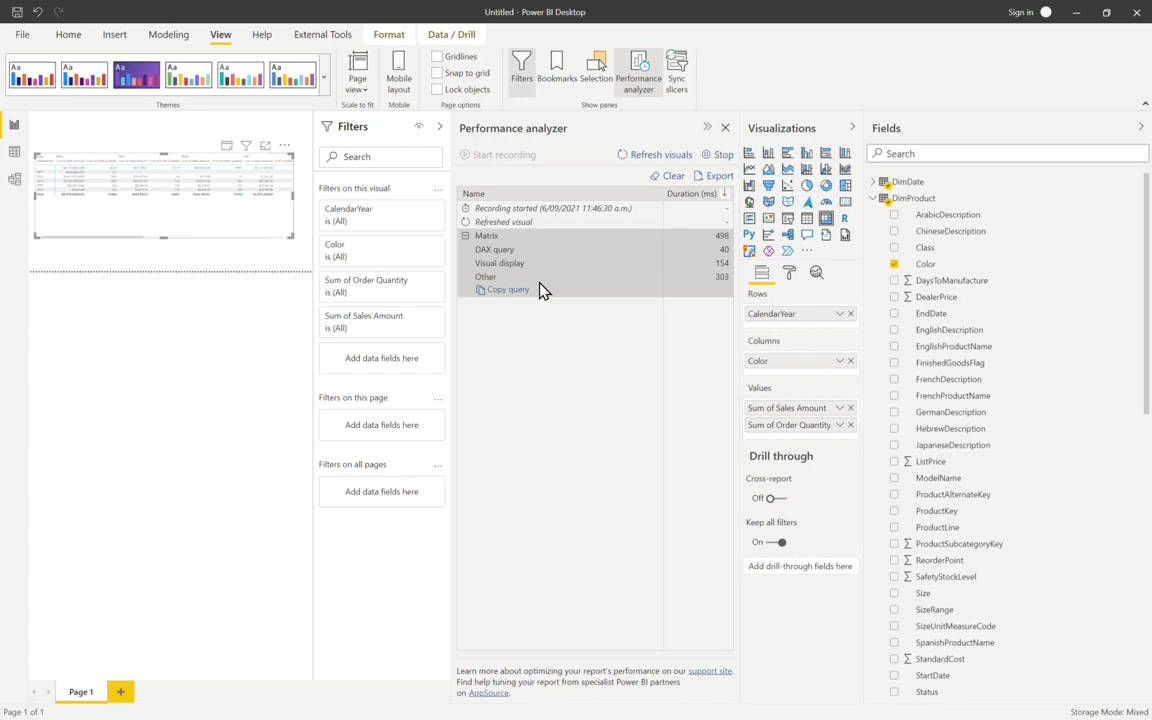 Untitled - Power BI Desktop
Sign in
File
Home
Insert
Modeling
View
Help
External Tools
Format
Data / Drill
Aa
Aa
Aa
Aa
Aa
Aa
Page view
Mobile layout
Gridlines
Snap to grid
Lock objects
Filters
Bookmarks
Selection
Performance analyzer
Sync slicers
Themes
Scale to fit
Mobile
Page options
Show panes
Filters
Search
Filters on this visual
CalendarYear
is (All)
Color
is (All)
Sum of Order Quantity
is (All)
Sum of Sales Amount
is (All)
Add data fields here
Filters on this page
Add data fields here
Filters on all pages
Add data fields here
Performance analyzer
Start recording
Refresh visuals
Stop
Clear
Export
Name
Duration (ms)
Recording started (6/09/2021 11:46:30 a.m.) -
Refreshed visual -
Matrix 498
DAX query 40
Visual display 154
Other 303
Copy query
Learn more about optimizing your report's performance on our support site.
Find help tuning your report from specialist Power BI partners
on AppSource.
Visualizations
R
Py
Rows
CalendarYear
Columns
Color
Values
Sum of Sales Amount
Sum of Order Quantity
Drill through
Cross-report
Off
Keep all filters
On
Add drill-through fields here
Fields
Search
DimDate
DimProduct
ArabicDescription
ChineseDescription
Class
Color
DaysToManufacture
DealerPrice
EndDate
EnglishDescription
EnglishProductName
FinishedGoodsFlag
FrenchDescription
FrenchProductName
GermanDescription
HebrewDescription
JapaneseDescription
ListPrice
ModelName
ProductAlternateKey
ProductKey
ProductLine
ProductSubcategoryKey
ReorderPoint
SafetyStockLevel
Size
SizeRange
SizeUnitMeasureCode
SpanishProductName
StandardCost
StartDate
Status
Page 1
Page 1 of 1
Storage Mode: Mixed